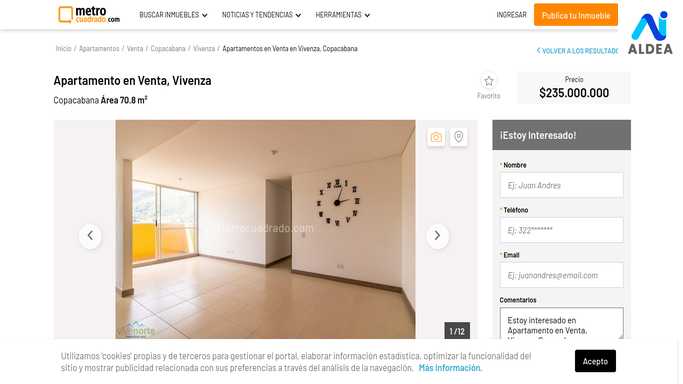 metro
cuadrado.com
BUSCAR INMUEBLES
NOTICIAS Y TENDENCIAS
HERRAMIENTAS
INGRESAR
Publica tu Inmueble
ALDEA
Inicio / Apartamentos / Venta / Copacabana / Vivenza / Apartamentos en Venta en Vivenza, Copacabana
VOLVER A LOS RESULTADO
Apartamento en Venta, Vivenza
Copacabana Área 70.8 m²
Favorito
Precio
$235.000.000
metrocuadrado.com
1 / 12
¡Estoy Interesado!
* Nombre
Ej: Juan Andres
* Teléfono
Ej: 322*******
* Email
Ej: juanandres@email.com
Comentarios
Estoy interesado en
Apartamento en Venta,
Utilizamos 'cookies' propias y de terceros para gestionar el portal, elaborar información estadística, optimizar la funcionalidad del
sitio y mostrar publicidad relacionada con sus preferencias a través del análisis de la navegación. Más información.
Acepto